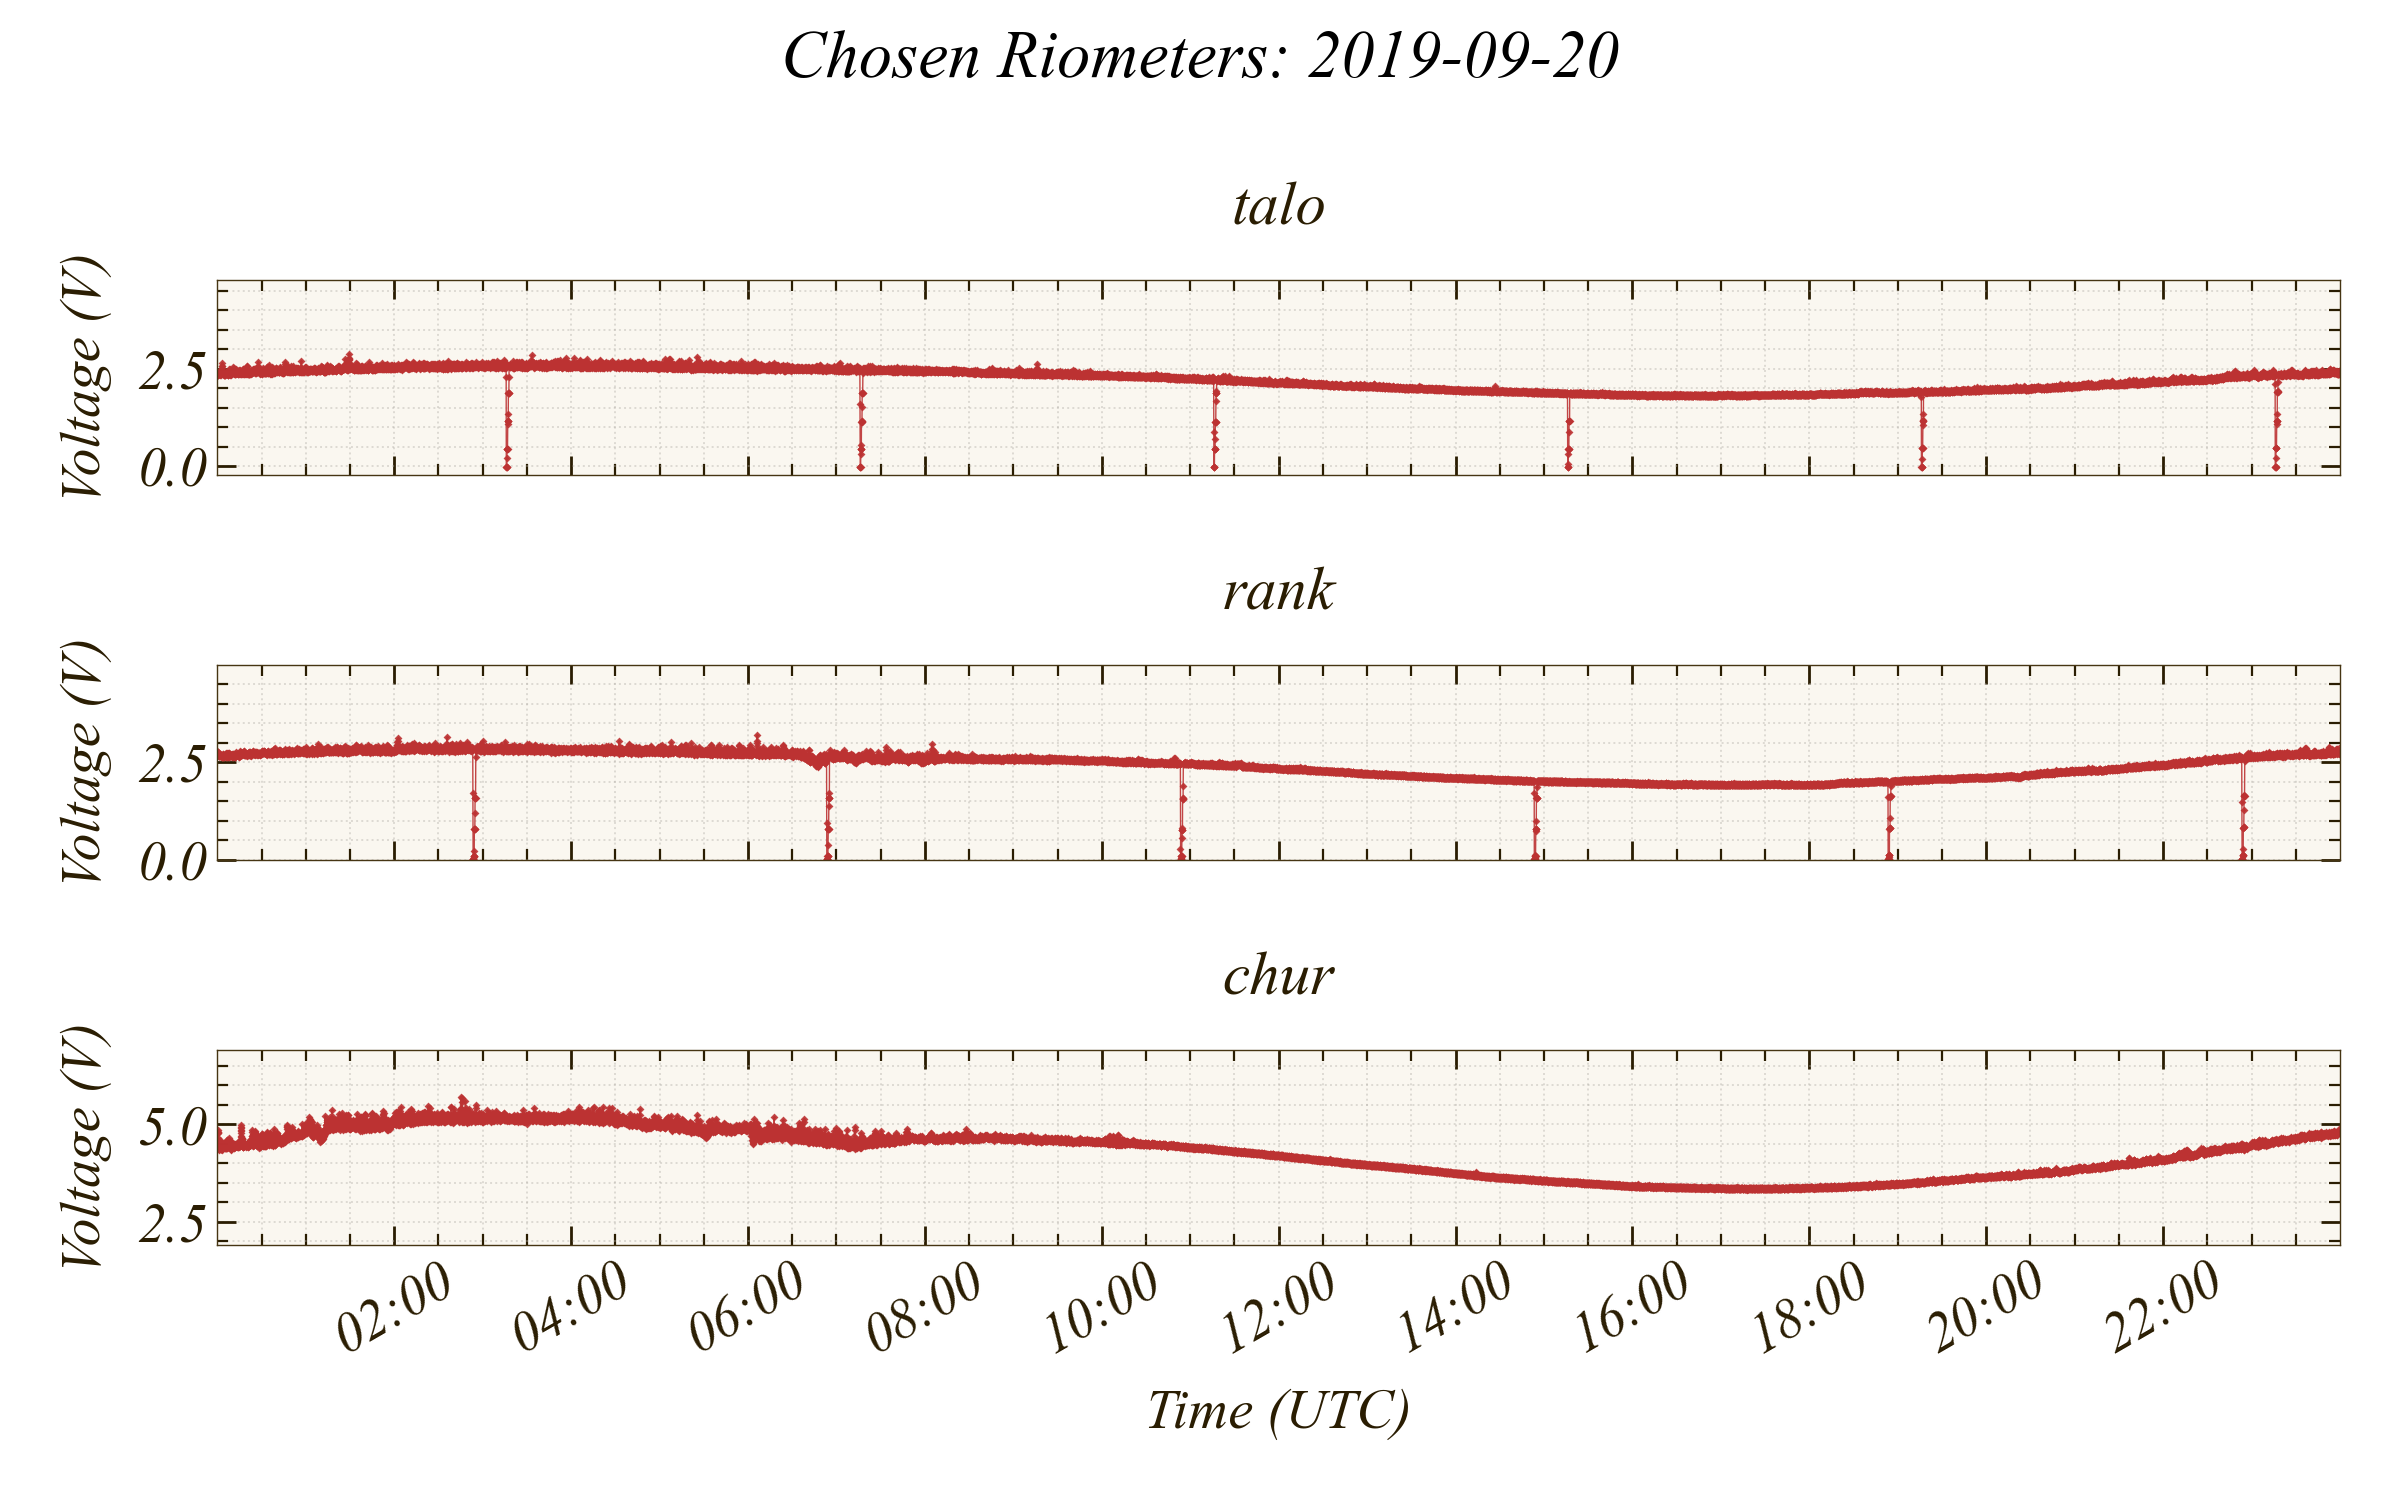 Chosen Riometers: 2019-09-20
talo
Voltage (V)
2.5
0.0
rank
Voltage (V)
2.5
0.0
chur
Voltage (V)
5.0
2.5
02:00 04:00 06:00 08:00 10:00 12:00 14:00 16:00 18:00 20:00 22:00
Time (UTC)